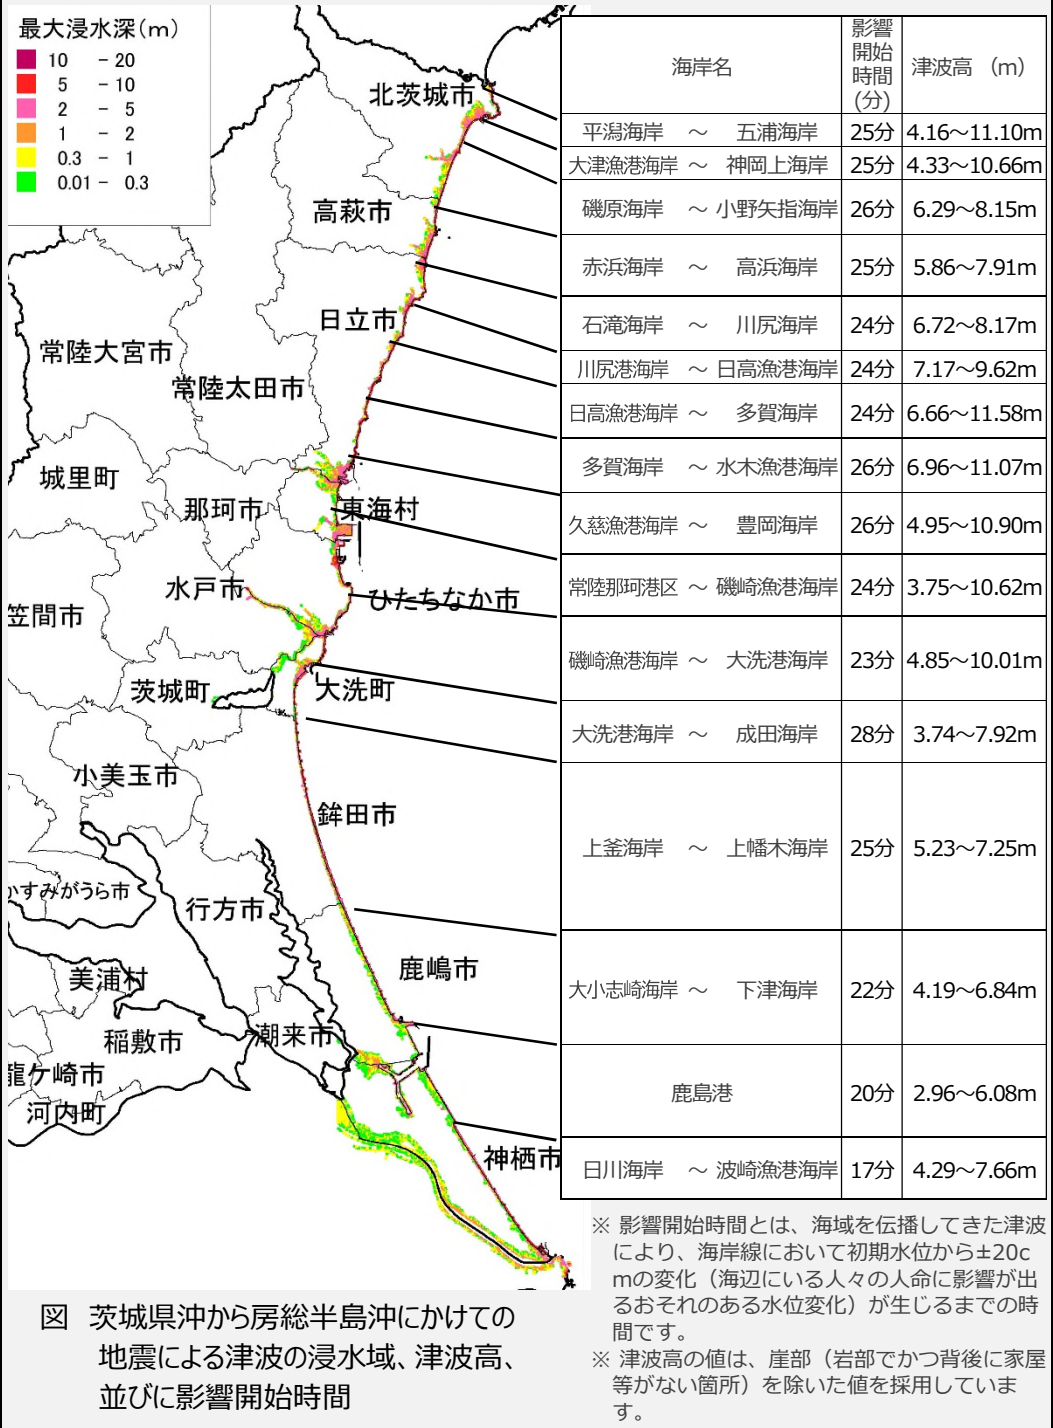 最大浸水深(m)
10 - 20
5 - 10
2 - 5
1 - 2
0.3 - 1
0.01 - 0.3
北茨城市
高萩市
日立市
常陸大宮市
常陸太田市
城里町
那珂市
東海村
水戸市
ひたちなか市
笠間市
茨城町
大洗町
小美玉市
鉾田市
かすみがうら市
行方市
美浦村
鹿嶋市
稲敷市
潮来市
龍ケ崎市
河内町
神栖市
海岸名 影響開始時間(分) 津波高 (m)
平潟海岸 ~ 五浦海岸 25分 4.16~11.10m
大津漁港海岸 ~ 神岡上海岸 25分 4.33~10.66m
磯原海岸 ~ 小野矢指海岸 26分 6.29~8.15m
赤浜海岸 ~ 高浜海岸 25分 5.86~7.91m
石滝海岸 ~ 川尻海岸 24分 6.72~8.17m
川尻港海岸 ~ 日高漁港海岸 24分 7.17~9.62m
日高漁港海岸 ~ 多賀海岸 24分 6.66~11.58m
多賀海岸 ~ 水木漁港海岸 26分 6.96~11.07m
久慈漁港海岸 ~ 豊岡海岸 26分 4.95~10.90m
常陸那珂港区 ~ 磯崎漁港海岸 24分 3.75~10.62m
磯崎漁港海岸 ~ 大洗港海岸 23分 4.85~10.01m
大洗港海岸 ~ 成田海岸 28分 3.74~7.92m
上釜海岸 ~ 上幡木海岸 25分 5.23~7.25m
大小志崎海岸 ~ 下津海岸 22分 4.19~6.84m
鹿島港 20分 2.96~6.08m
日川海岸 ~ 波崎漁港海岸 17分 4.29~7.66m
※ 影響開始時間とは、海域を伝播してきた津波
により、海岸線において初期水位から±20c
mの変化(海辺にいる人々の人命に影響が出
るおそれのある水位変化)が生じるまでの時
間です。
※ 津波高の値は、崖部(岩部でかつ背後に家屋
等がない箇所)を除いた値を採用していま
す。
図 茨城県沖から房総半島沖にかけての
地震による津波の浸水域、津波高、
並びに影響開始時間